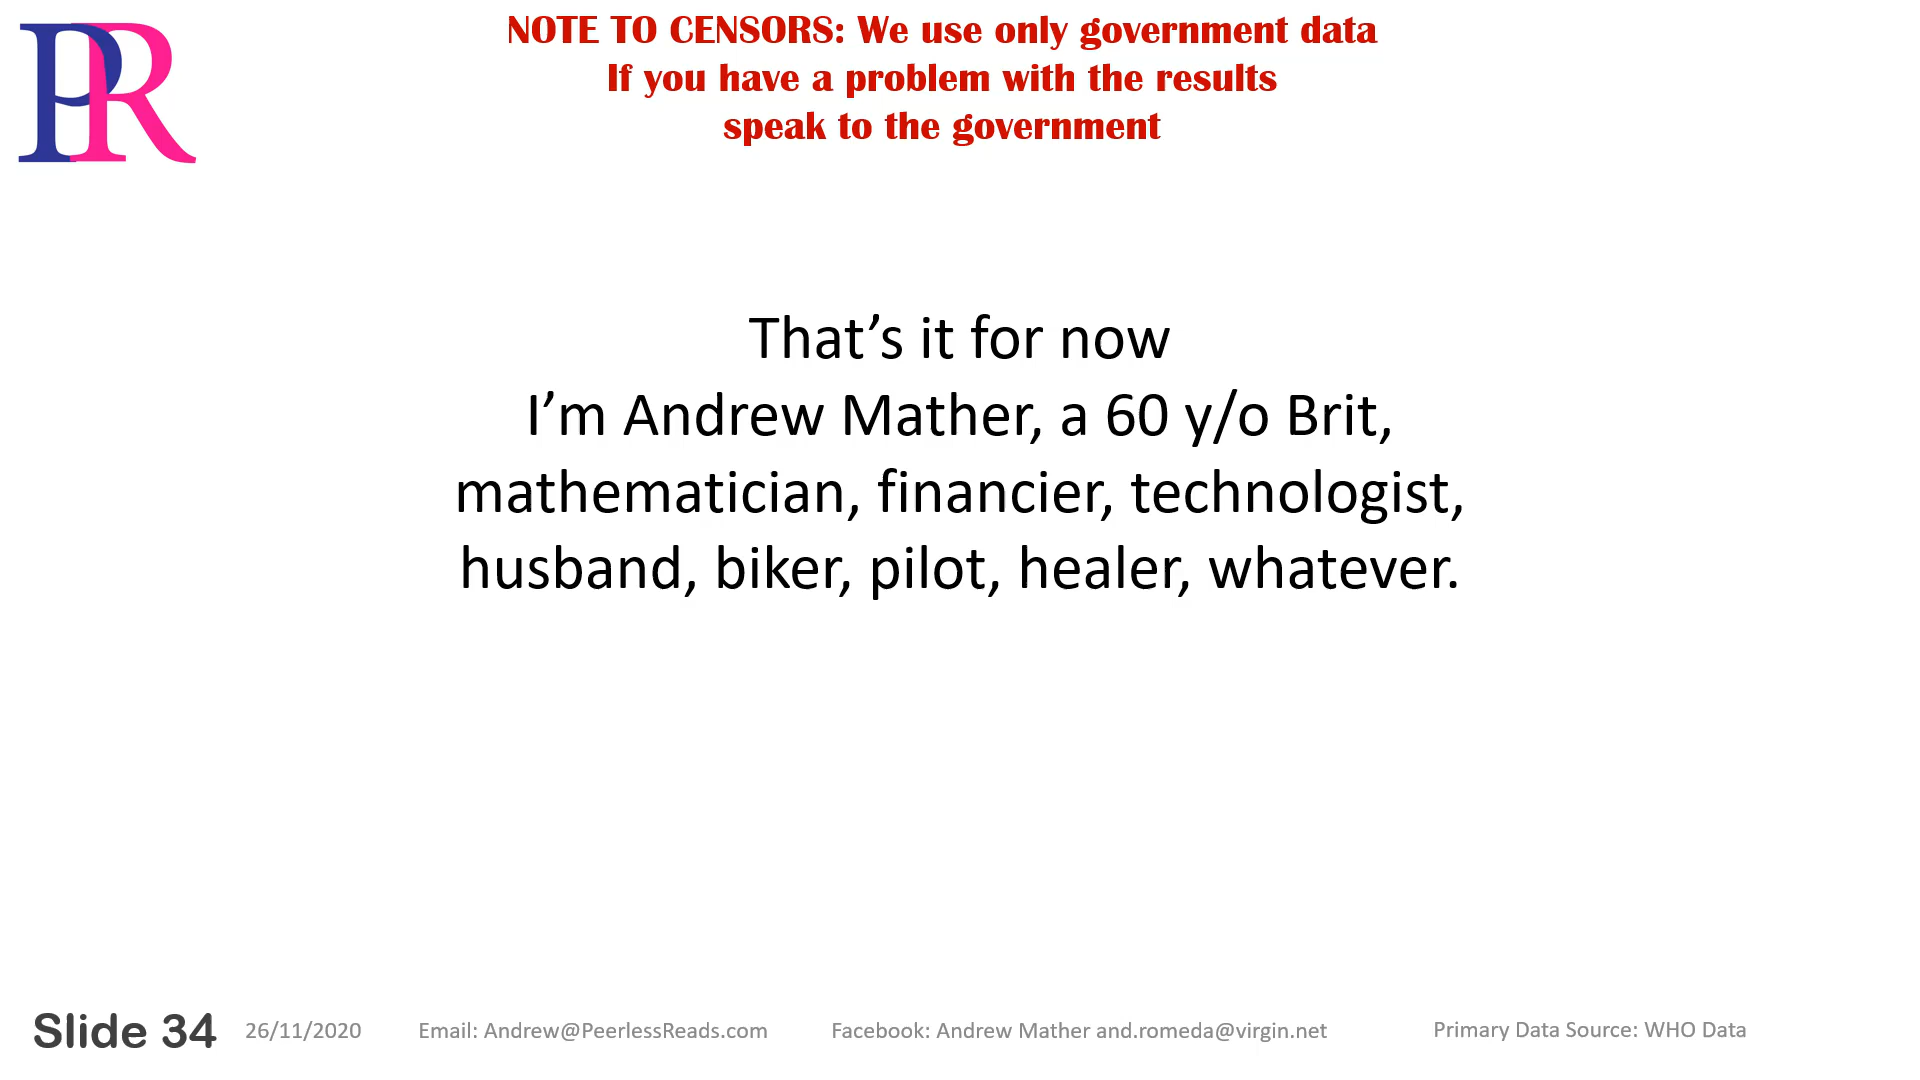 PR
NOTE TO CENSORS: We use only government data
If you have a problem with the results
speak to the government
That’s it for now
I’m Andrew Mather, a 60 y/o Brit,
mathematician, financier, technologist,
husband, biker, pilot, healer, whatever.
Slide 34 26/11/2020 Email: Andrew@PeerlessReads.com Facebook: Andrew Mather and.romeda@virgin.net Primary Data Source: WHO Data